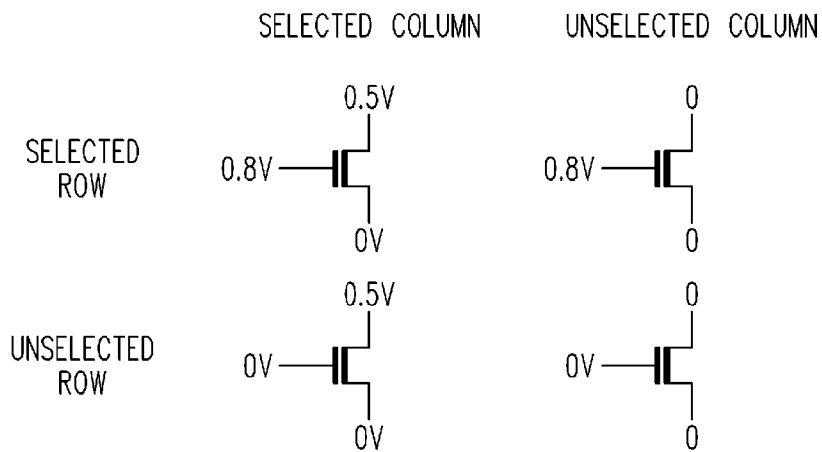 SELECTED COLUMN UNSELECTED COLUMN
0.5V 0
SELECTED
ROW
0.8V 0.8V
0V 0
0.5V 0
UNSELECTED
ROW
0V 0V
0V 0